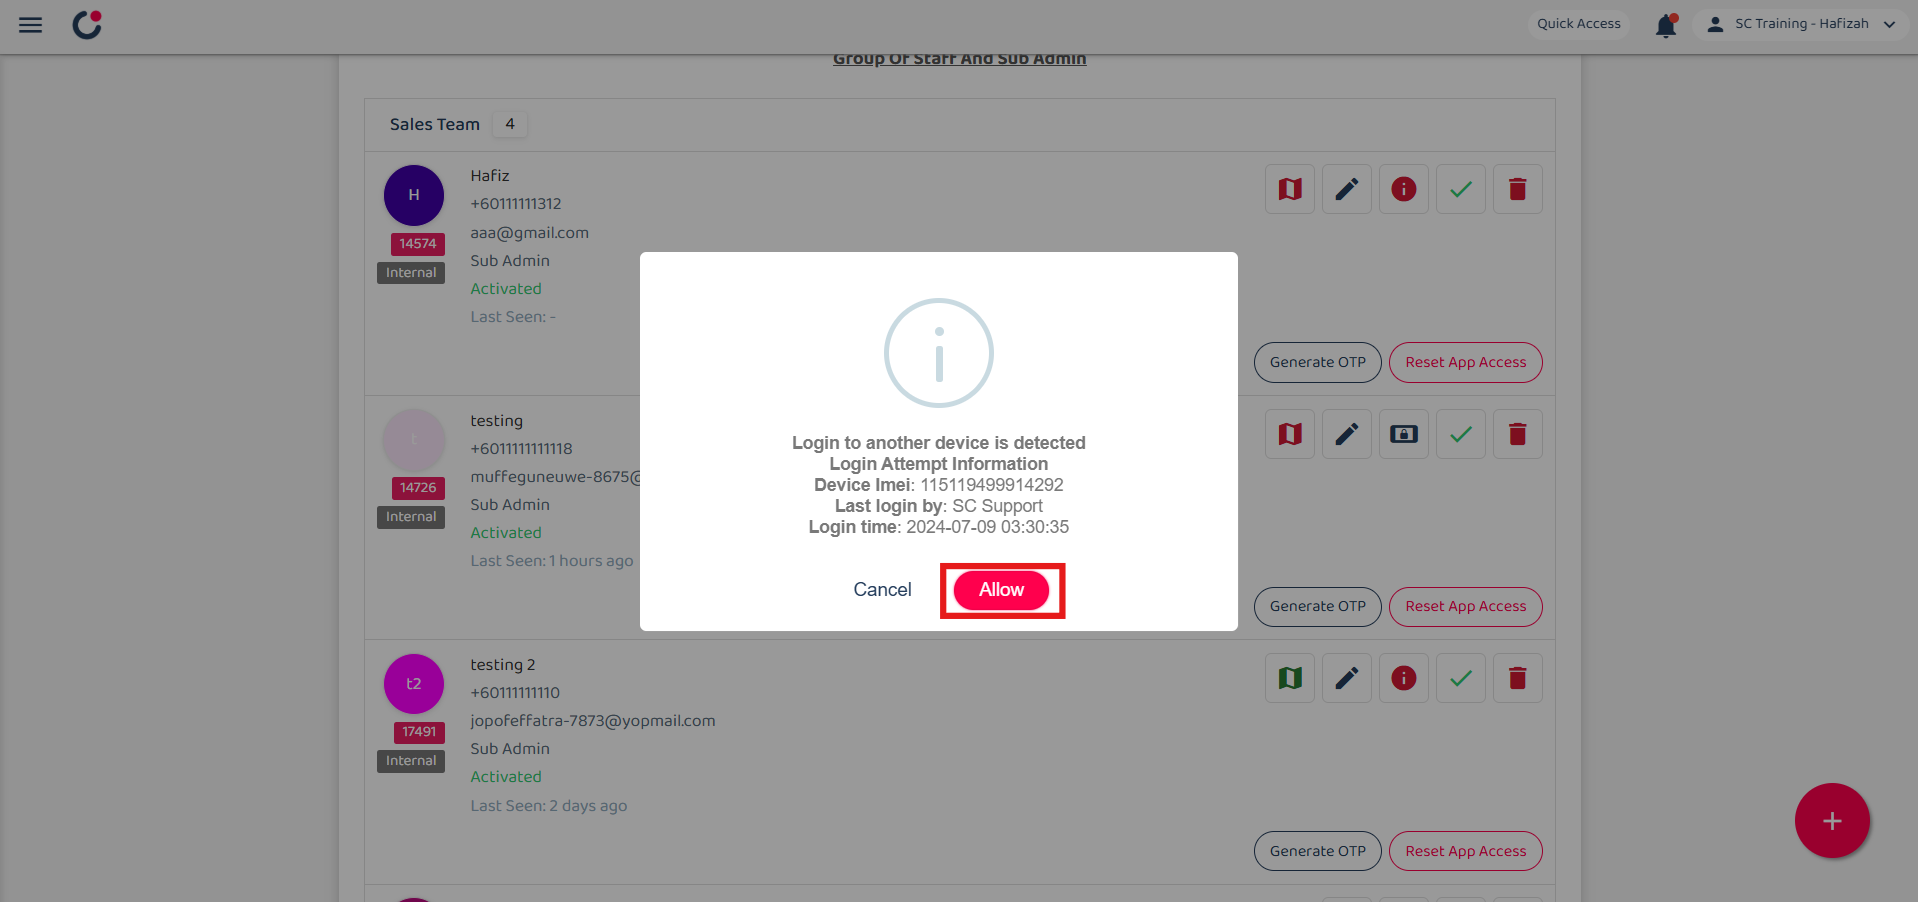 Quick Access
SC Training - Hafizah
Group Of Staff And Sub Admin
Sales Team 4
H
14574
Internal
Hafiz
+60111111312
aaa@gmail.com
Sub Admin
Activated
Last Seen: -
Generate OTP
Reset App Access
t
14726
Internal
testing
+6011111111118
muffeguneuwe-8675@
Sub Admin
Activated
Last Seen: 1 hours ago
Generate OTP
Reset App Access
Login to another device is detected
Login Attempt Information
Device Imei: 115119499914292
Last login by: SC Support
Login time: 2024-07-09 03:30:35
Cancel
Allow
t2
17491
Internal
testing 2
+60111111110
jopofeffatra-7873@yopmail.com
Sub Admin
Activated
Last Seen: 2 days ago
Generate OTP
Reset App Access
+